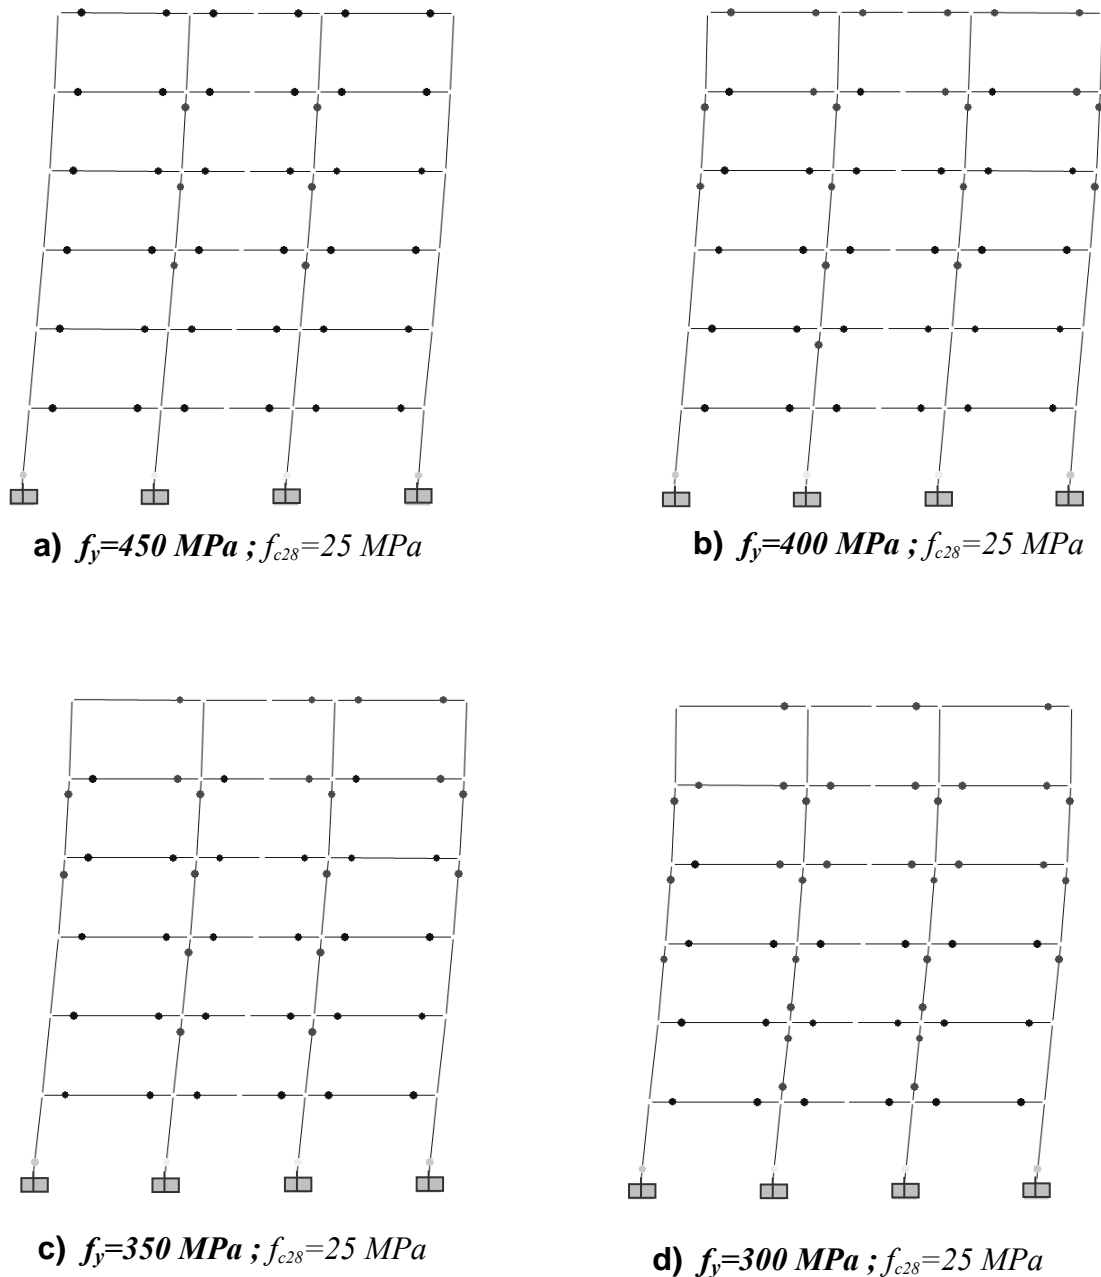 a) fy=450 MPa ; fc28=25 MPa
b) fy=400 MPa ; fc28=25 MPa
c) fy=350 MPa ; fc28=25 MPa
d) fy=300 MPa ; fc28=25 MPa